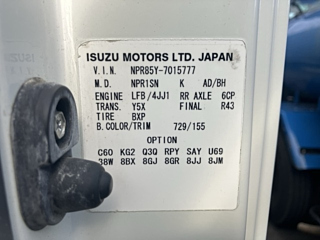 ISUZU MOTORS LTD. JAPAN
V.I.N. NPR85Y-7015777
M.D. NPR1SN K AD/BH
ENGINE LFB/4JJ1 RR AXLE 6CP
TRANS. Y5X FINAL R43
TIRE BXP
B.COLOR/TRIM 729/155
OPTION
C60 KG2 Q3Q RPY SAY U69
38W 8BX 8GJ 8GR 8JJ 8JM